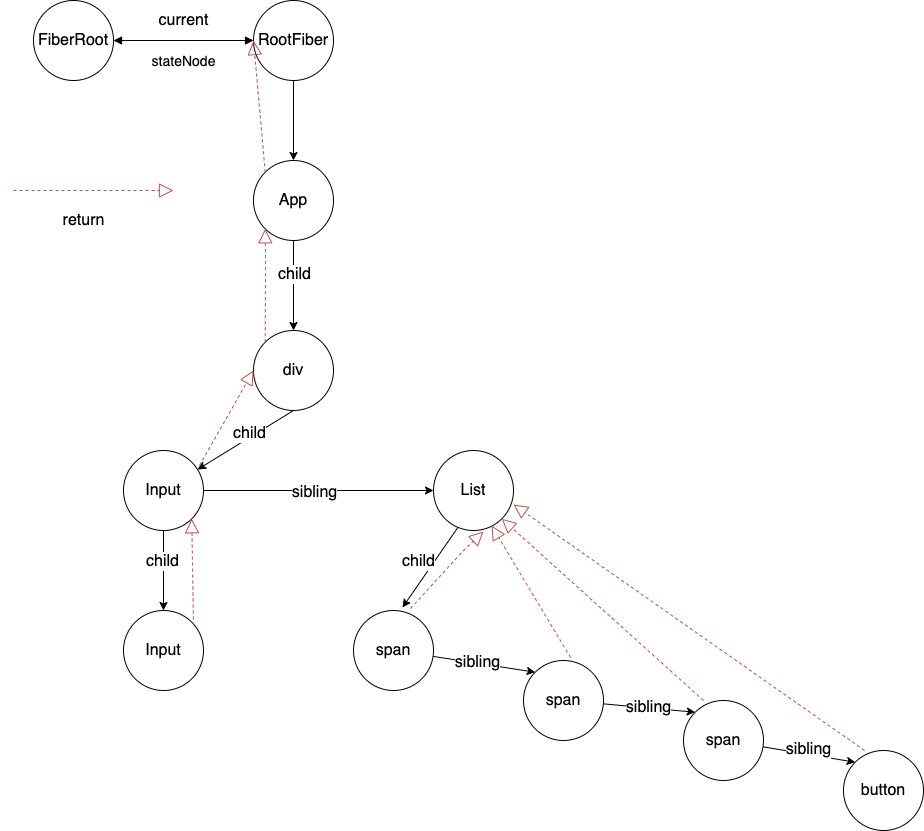 current
FiberRoot
RootFiber
stateNode
return
App
child
div
child
Input
sibling
List
child
child
Input
span
sibling
span
sibling
span
sibling
button